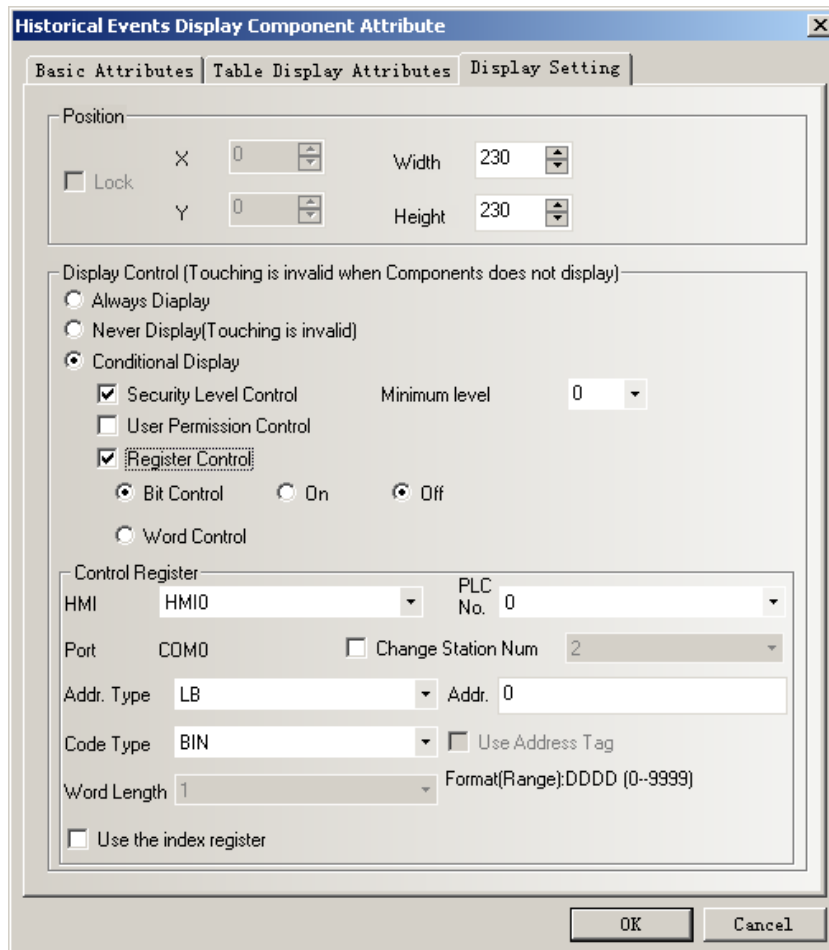 Historical Events Display Component Attribute
Basic Attributes Table Display Attributes Display Setting
Position
Lock X 0 Width 230
Y 0 Height 230
Display Control (Touching is invalid when Components does not display)
Always Diaplay
Never Display(Touching is invalid)
Conditional Display
Security Level Control Minimum level 0
User Permission Control
Register Control
Bit Control On Off
Word Control
Control Register
HMI HMI0 PLC No. 0
Port COM0 Change Station Num 2
Addr. Type LB Addr. 0
Code Type BIN Use Address Tag
Word Length 1 Format(Range):DDDD (0--9999)
Use the index register
OK Cancel